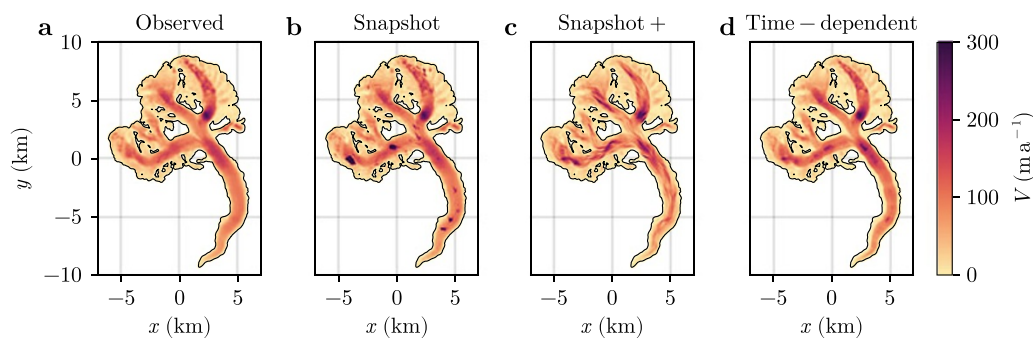 a Observed
b Snapshot
c Snapshot +
d Time − dependent
10
5
0
−5
−10
y (km)
−5 0 5
x (km)
−5 0 5
x (km)
−5 0 5
x (km)
−5 0 5
x (km)
300
200
100
0
V (m a⁻¹)